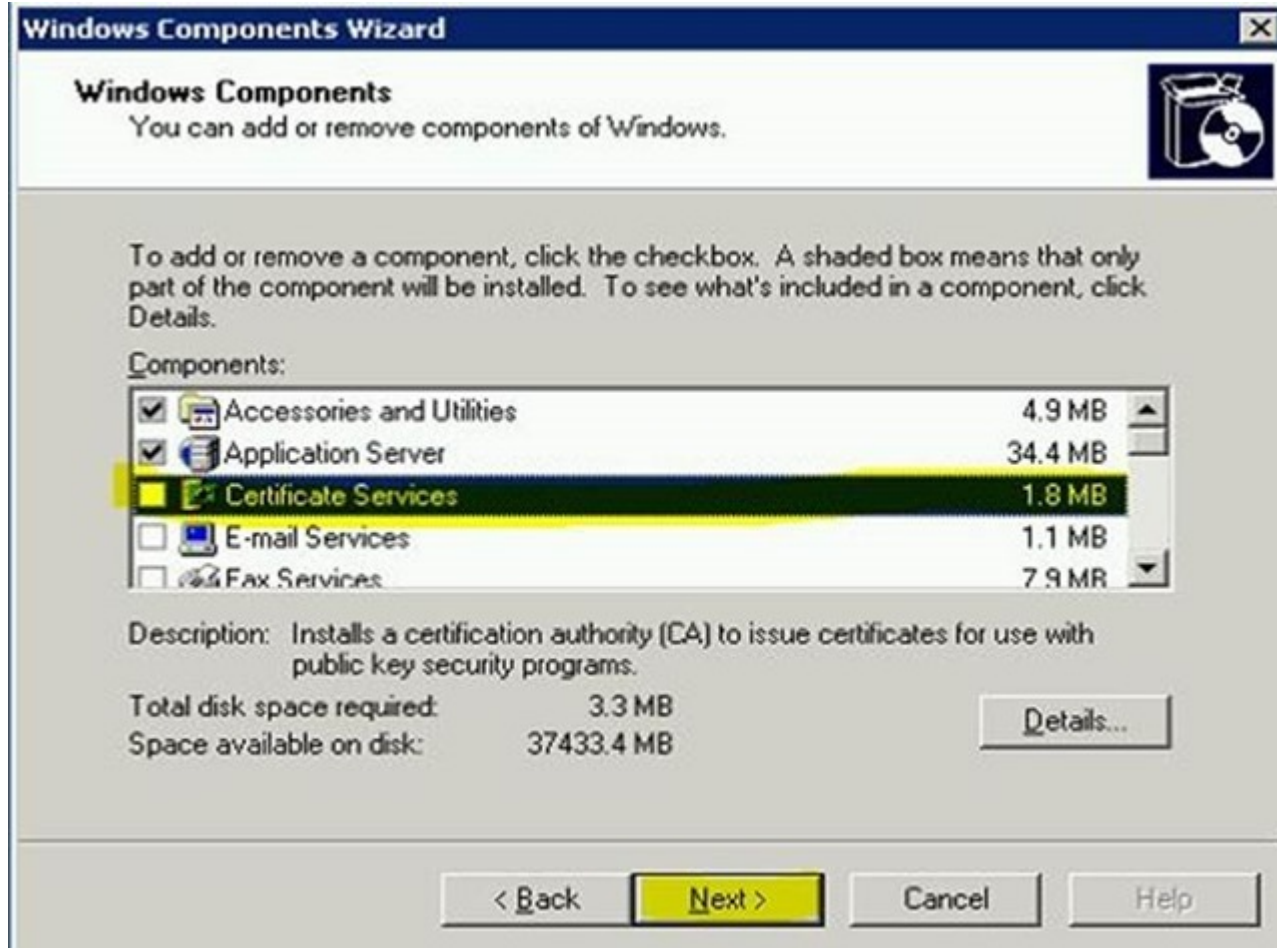 Windows Components Wizard
Windows Components
You can add or remove components of Windows.
To add or remove a component, click the checkbox. A shaded box means that only
part of the component will be installed. To see what's included in a component, click
Details.
Components:
Accessories and Utilities 4.9 MB
Application Server 34.4 MB
Certificate Services 1.8 MB
E-mail Services 1.1 MB
Fax Services 7.9 MB
Description: Installs a certification authority (CA) to issue certificates for use with
public key security programs.
Total disk space required: 3.3 MB
Space available on disk: 37433.4 MB
Details...
< Back Next > Cancel Help